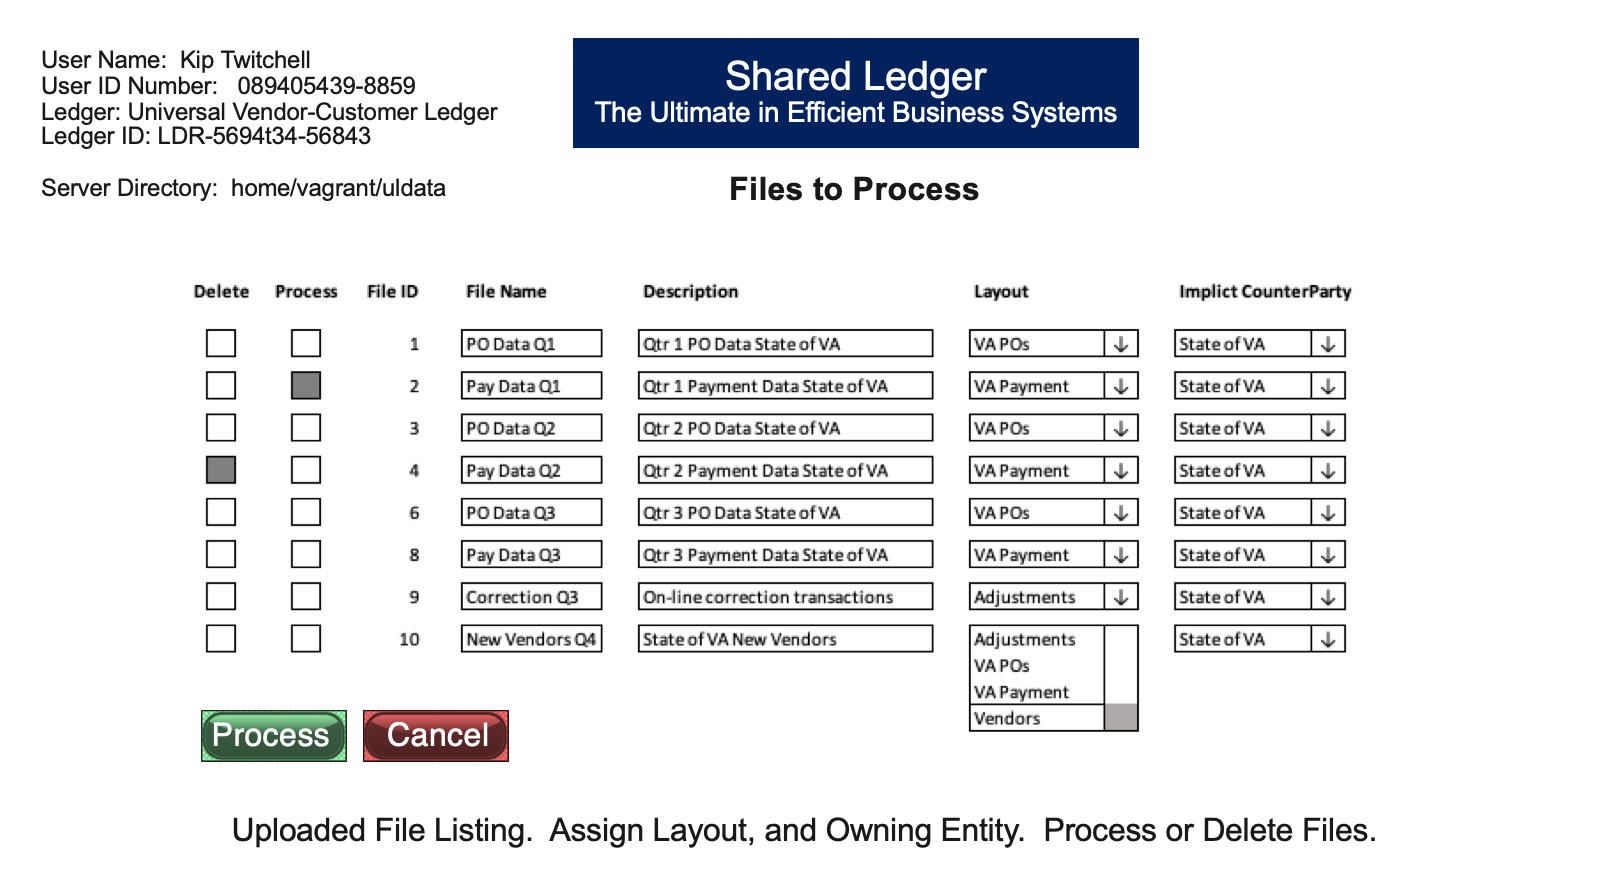 User Name:  Kip Twitchell
User ID Number:   089405439-8859
Ledger: Universal Vendor-Customer Ledger
Ledger ID: LDR-5694t34-56843
Shared Ledger
The Ultimate in Efficient Business Systems
Server Directory:  home/vagrant/uldata
Files to Process
Delete Process File ID File Name Description Layout Implict CounterParty
1 PO Data Q1 Qtr 1 PO Data State of VA VA POs ↓ State of VA ↓
2 Pay Data Q1 Qtr 1 Payment Data State of VA VA Payment ↓ State of VA ↓
3 PO Data Q2 Qtr 2 PO Data State of VA VA POs ↓ State of VA ↓
4 Pay Data Q2 Qtr 2 Payment Data State of VA VA Payment ↓ State of VA ↓
6 PO Data Q3 Qtr 3 PO Data State of VA VA POs ↓ State of VA ↓
8 Pay Data Q3 Qtr 3 Payment Data State of VA VA Payment ↓ State of VA ↓
9 Correction Q3 On-line correction transactions Adjustments ↓ State of VA ↓
10 New Vendors Q4 State of VA New Vendors Adjustments State of VA ↓
VA POs
VA Payment
Vendors
Process Cancel
Uploaded File Listing.  Assign Layout, and Owning Entity.  Process or Delete Files.